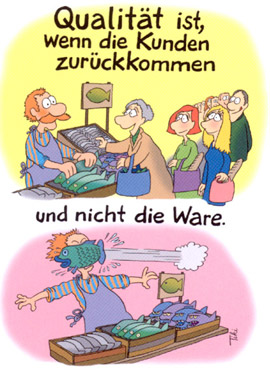 Qualität ist,
wenn die Kunden
zurückkommen
und nicht die Ware.